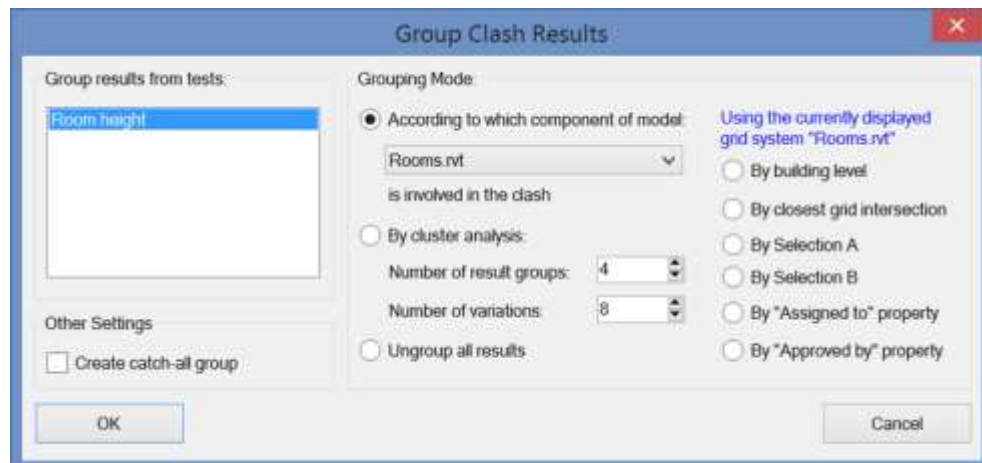 Group Clash Results
Group results from tests:
Room height
Other Settings
Create catch-all group
OK
Grouping Mode:
According to which component of model:
Rooms.rvt
is involved in the clash
By cluster analysis:
Number of result groups: 4
Number of variations: 8
Ungroup all results
Using the currently displayed
grid system "Rooms.rvt"
By building level
By closest grid intersection
By Selection A
By Selection B
By "Assigned to" property
By "Approved by" property
Cancel